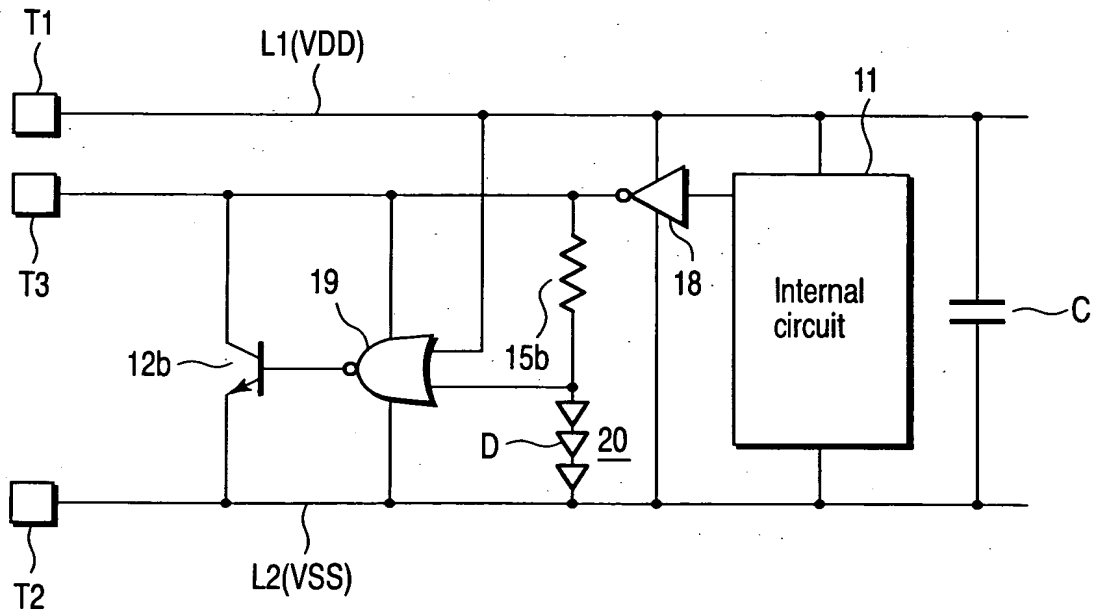 T1
L1(VDD)
11
T3
18
19
15b
Internal
circuit
C
12b
D
20
T2
L2(VSS)